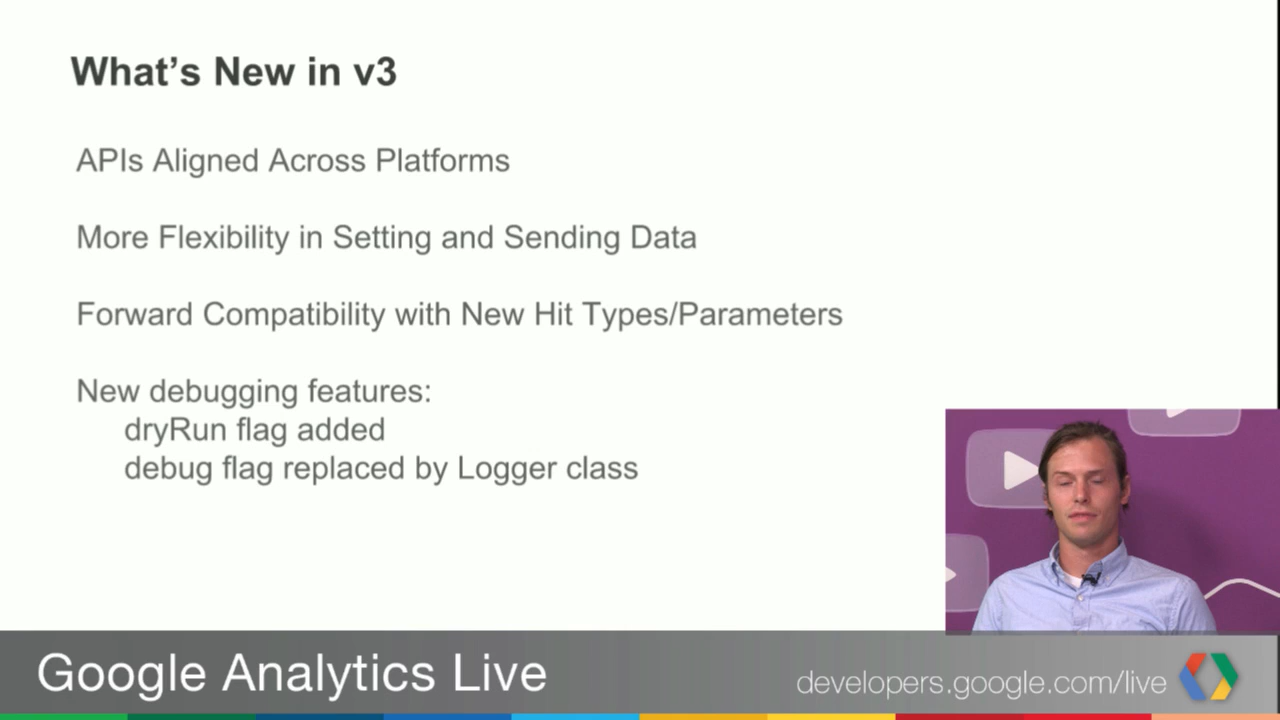 What's New in v3
APIs Aligned Across Platforms
More Flexibility in Setting and Sending Data
Forward Compatibility with New Hit Types/Parameters
New debugging features:
dryRun flag added
debug flag replaced by Logger class
Google Analytics Live
developers.google.com/live